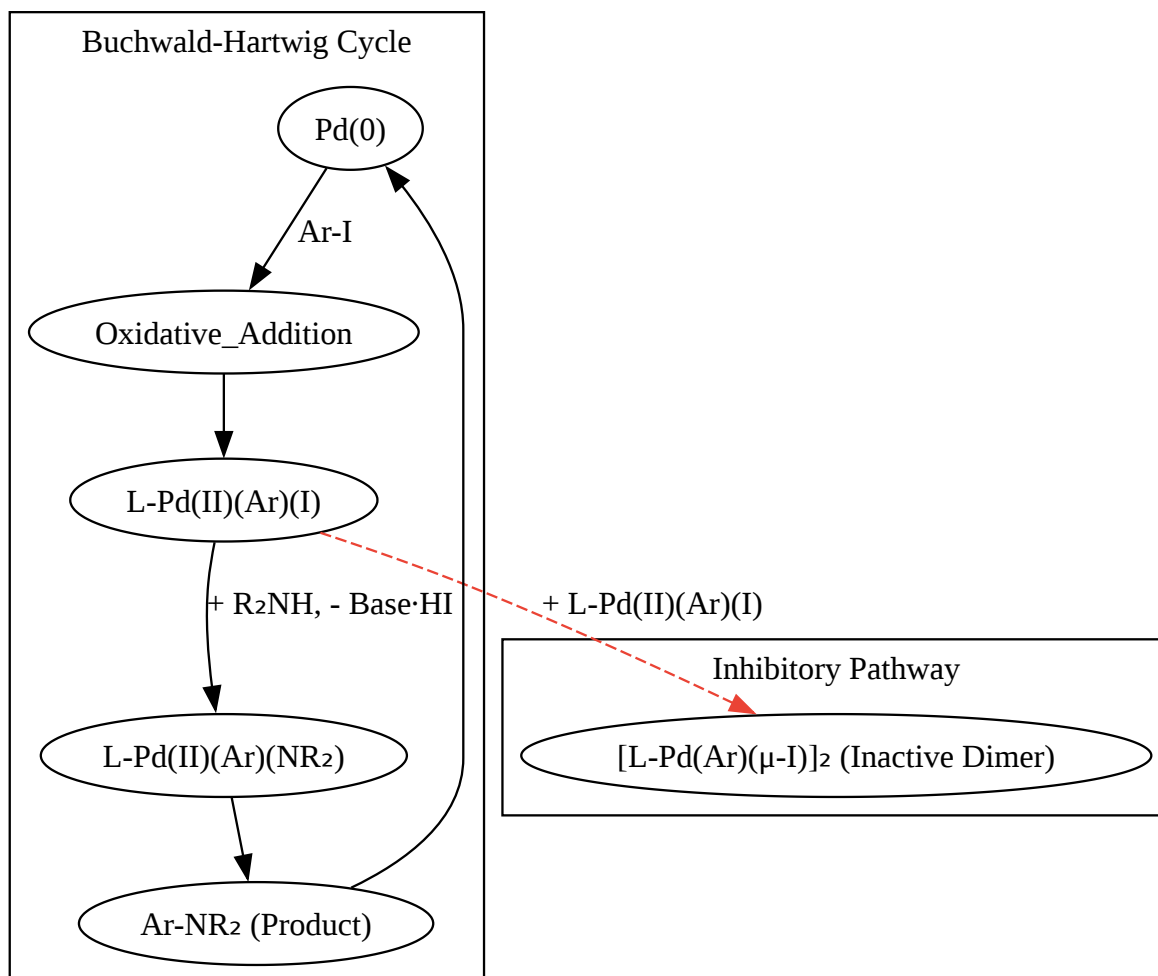 Buchwald-Hartwig Cycle
Pd(0)
Ar-I
Oxidative_Addition
L-Pd(II)(Ar)(I)
+ R₂NH, - Base·HI
+ L-Pd(II)(Ar)(I)
Inhibitory Pathway
L-Pd(II)(Ar)(NR₂)
[L-Pd(Ar)(μ-I)]₂ (Inactive Dimer)
Ar-NR₂ (Product)